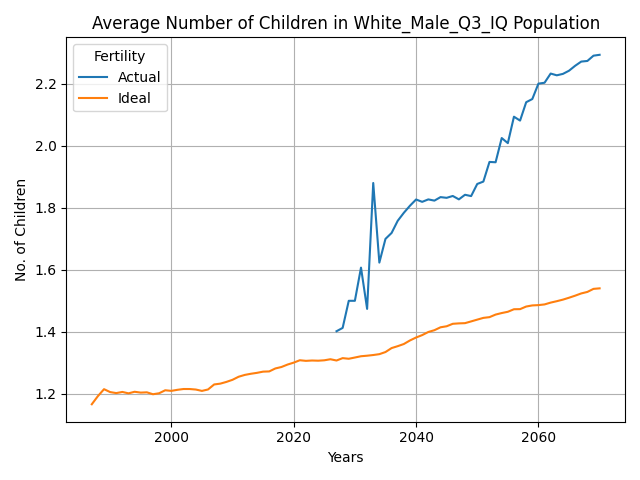 Average Number of Children in White_Male_Q3_IQ Population
Fertility
Actual
Ideal
2.2
2.0
1.8
1.6
1.4
1.2
No. of Children
2000
2020
2040
2060
Years